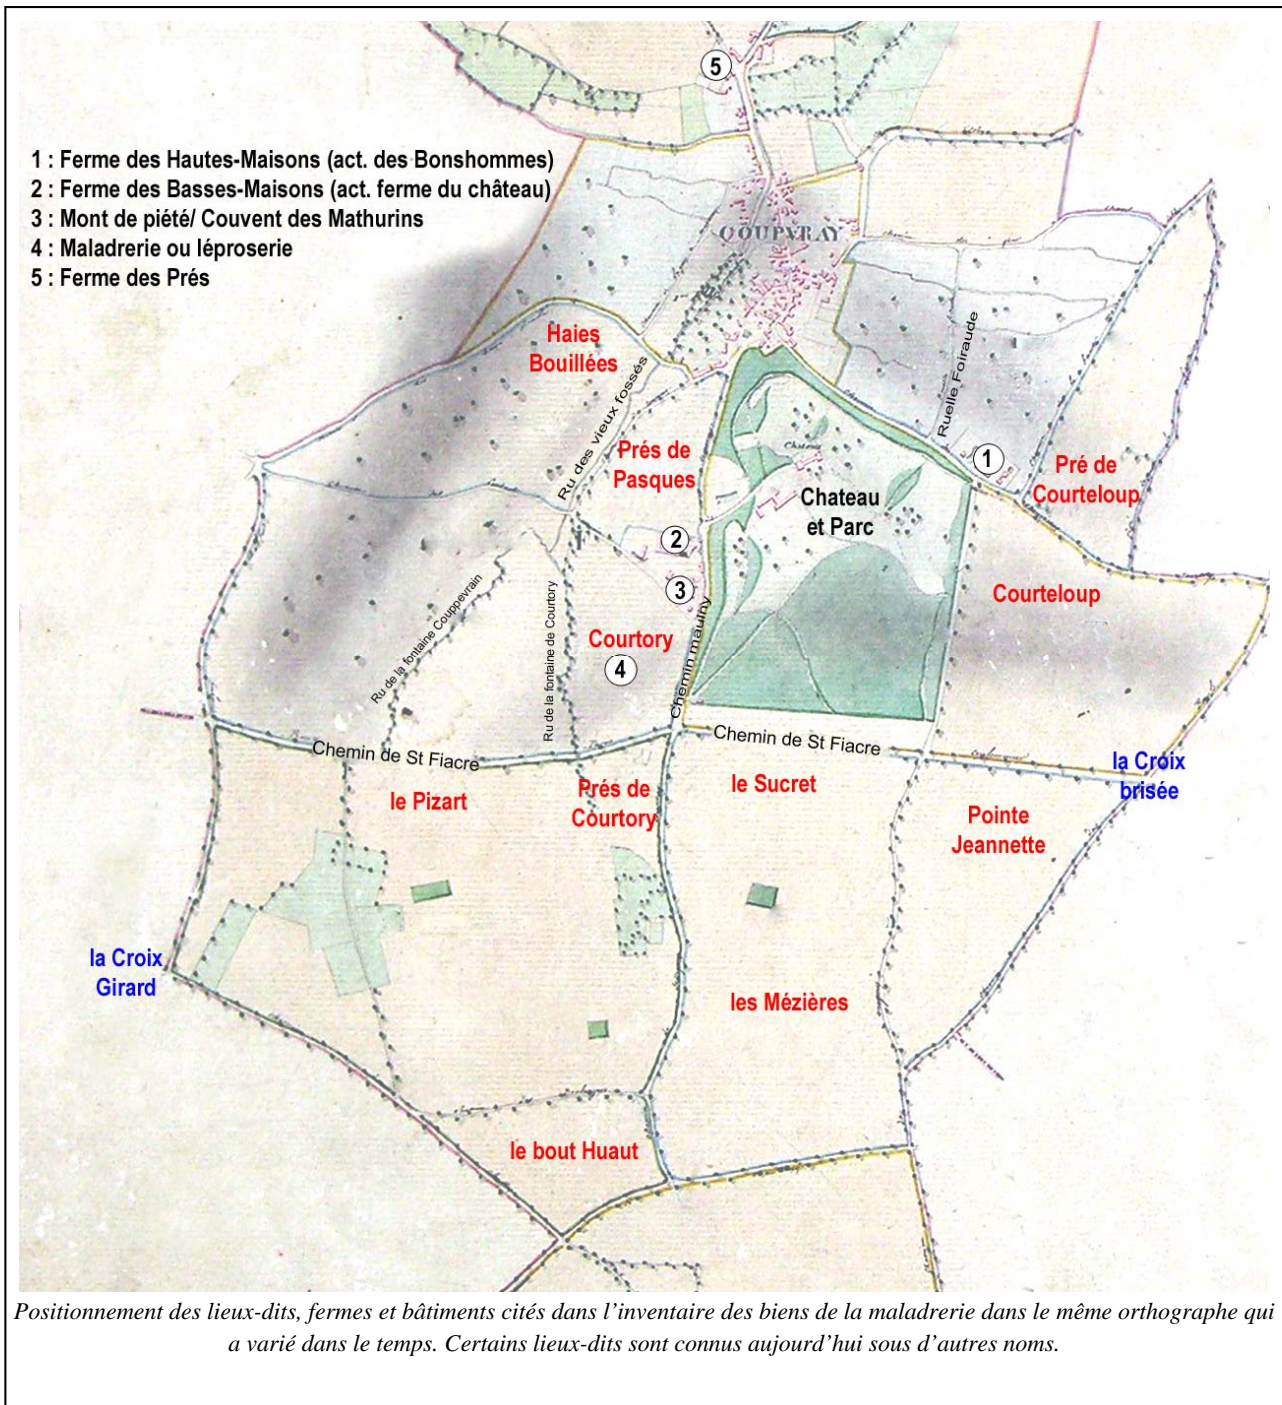 5
1 : Ferme des Hautes-Maisons (act. des Bonshommes)
2 : Ferme des Basses-Maisons (act. ferme du château)
3 : Mont de piété/ Couvent des Mathurins
4 : Maladrerie ou léproserie
5 : Ferme des Prés
COUPVRAY
Haies
Bouillées
Ru des vieux fossés
Ruelle Foiraude
Prés de
Pasques
Chateau
1
Pré de
Courteloup
Chateau
et Parc
2
3
Ru de la fontaine Couppevrain
Ru de la fontaine de Courtory
Courtory
4
Chemin maulny
Courteloup
Chemin de St Fiacre
Chemin de St Fiacre
la Croix
brisée
le Pizart
Prés de
Courtory
le Sucret
Pointe
Jeannette
la Croix
Girard
les Mézières
le bout Huaut
Positionnement des lieux-dits, fermes et bâtiments cités dans l'inventaire des biens de la maladrerie dans le même orthographe qui
a varié dans le temps. Certains lieux-dits sont connus aujourd'hui sous d'autres noms.